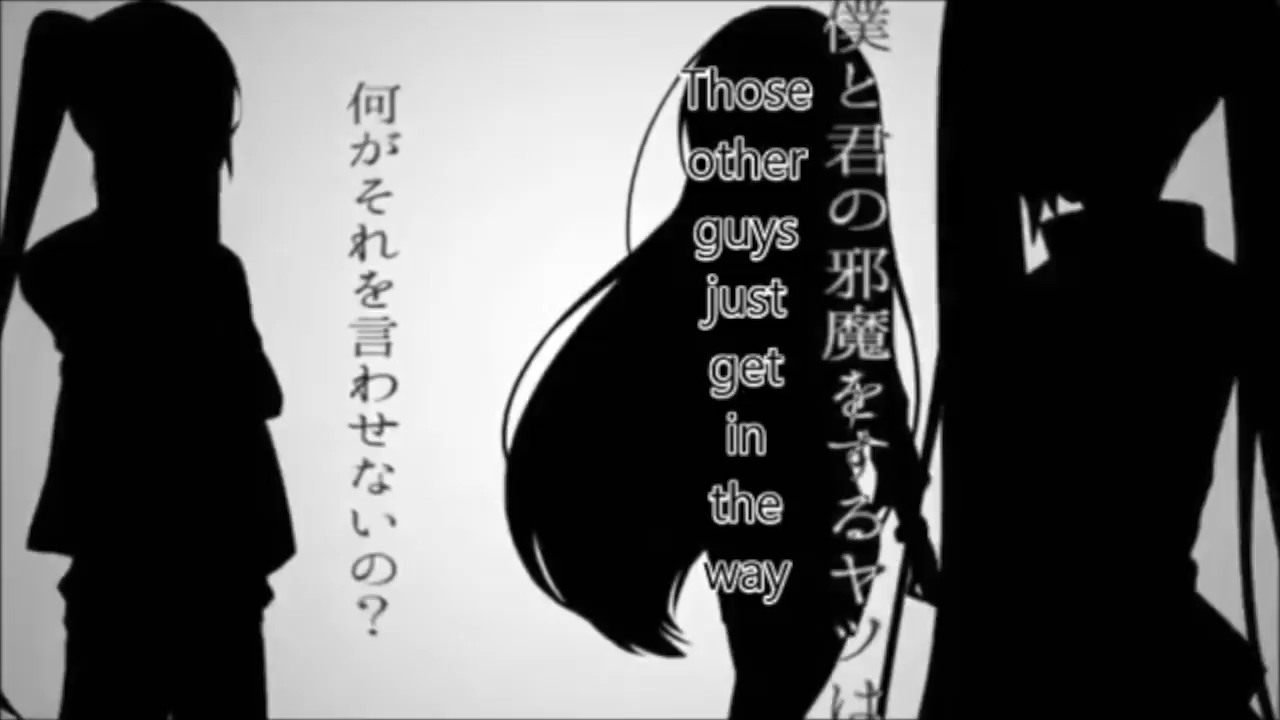 僕と君の邪魔をするヤツは
Those
other
guys
just
get
in
the
way
何がそれを言わせないの？